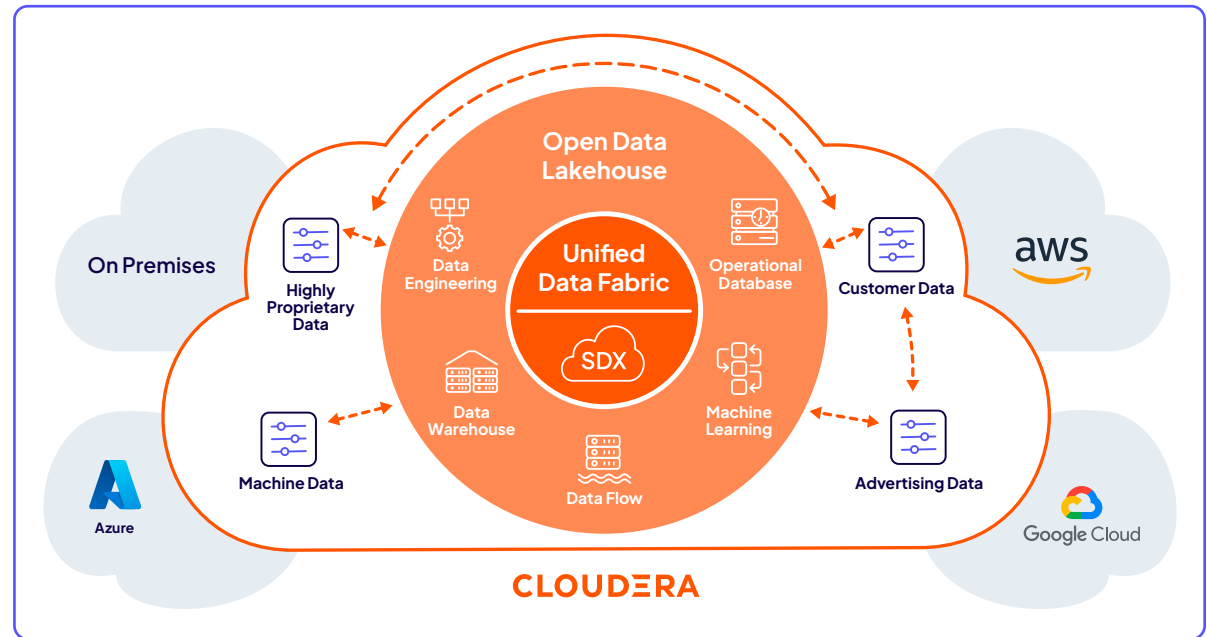 Open Data
Lakehouse
On Premises
aws
Highly
Proprietary
Data
Data
Engineering
Unified
Data Fabric
SDX
Operational
Database
Customer Data
Machine Data
Data
Warehouse
Data Flow
Machine
Learning
Advertising Data
Azure
Google Cloud
CLOUDERA